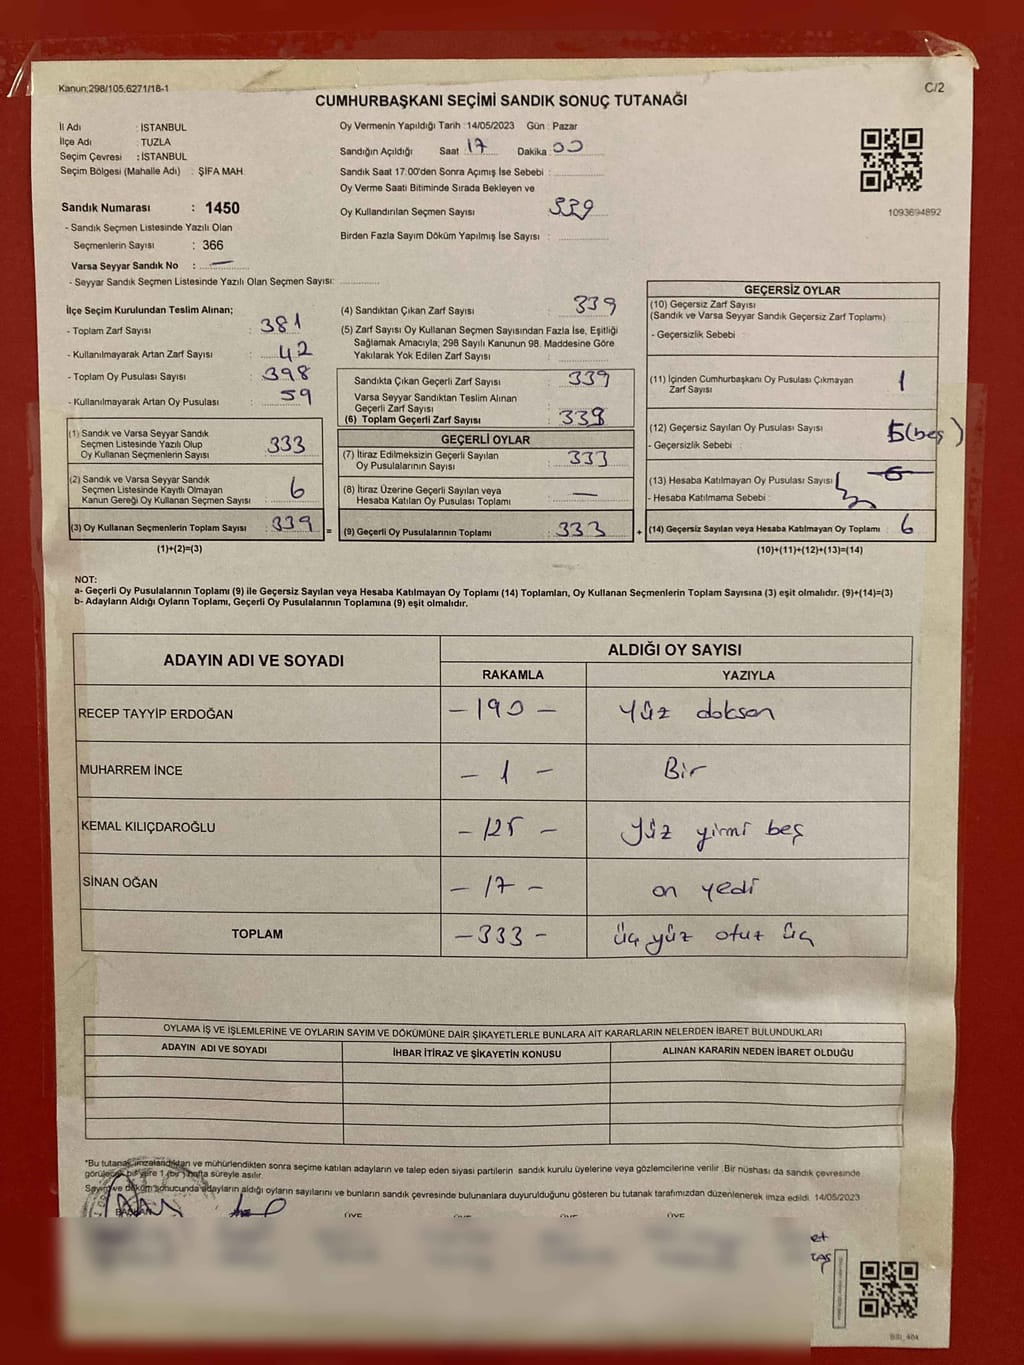 Kanun:298/105,6271/18-1
C/2
CUMHURBAŞKANI SEÇİMİ SANDIK SONUÇ TUTANAĞI
İl Adı : İSTANBUL
İlçe Adı : TUZLA
Seçim Çevresi : İSTANBUL
Seçim Bölgesi (Mahalle Adı) : ŞİFA MAH.
Sandık Numarası : 1450
- Sandık Seçmen Listesinde Yazılı Olan
Seçmenlerin Sayısı : 366
Varsa Seyyar Sandık No : —
- Seyyar Sandık Seçmen Listesinde Yazılı Olan Seçmen Sayısı:
Oy Vermenin Yapıldığı Tarih :14/05/2023 Gün : Pazar
Sandığın Açıldığı Saat 17 Dakika 00
Sandık Saat 17:00'den Sonra Açımış İse Sebebi :
Oy Verme Saati Bitiminde Sırada Bekleyen ve
Oy Kullandırılan Seçmen Sayısı 339
Birden Fazla Sayım Döküm Yapılmış İse Sayısı :
1093694892
İlçe Seçim Kurulundan Teslim Alınan;
- Toplam Zarf Sayısı : 381
- Kullanılmayarak Artan Zarf Sayısı : 42
- Toplam Oy Pusulası Sayısı : 398
- Kullanılmayarak Artan Oy Pusulası : 59
(1) Sandık ve Varsa Seyyar Sandık
Seçmen Listesinde Yazılı Olup
Oy Kullanan Seçmenlerin Sayısı : 333
(2) Sandık ve Varsa Seyyar Sandık
Seçmen Listesinde Kayıtlı Olmayan
Kanun Gereği Oy Kullanan Seçmen Sayısı : 6
(3) Oy Kullanan Seçmenlerin Toplam Sayısı : 339 =
(1)+(2)=(3)
(4) Sandıktan Çıkan Zarf Sayısı : 339
(5) Zarf Sayısı Oy Kullanan Seçmen Sayısından Fazla İse, Eşitliği
Sağlamak Amacıyla; 298 Sayılı Kanunun 98. Maddesine Göre
Yakılarak Yok Edilen Zarf Sayısı :
Sandıkta Çıkan Geçerli Zarf Sayısı : 339
Varsa Seyyar Sandıktan Teslim Alınan
Geçerli Zarf Sayısı :
(6) Toplam Geçerli Zarf Sayısı : 339
GEÇERLİ OYLAR
(7) İtiraz Edilmeksizin Geçerli Sayılan
Oy Pusulalarının Sayısı : 333
(8) İtiraz Üzerine Geçerli Sayılan veya
Hesaba Katılan Oy Pusulası Toplamı : —
(9) Geçerli Oy Pusulalarının Toplamı : 333 +
GEÇERSİZ OYLAR
(10) Geçersiz Zarf Sayısı
(Sandık ve Varsa Seyyar Sandık Geçersiz Zarf Toplamı)
- Geçersizlik Sebebi :
(11) İçinden Cumhurbaşkanı Oy Pusulası Çıkmayan
Zarf Sayısı : 1
(12) Geçersiz Sayılan Oy Pusulası Sayısı : 5 (beş)
- Geçersizlik Sebebi :
(13) Hesaba Katılmayan Oy Pusulası Sayısı
- Hesaba Katılmama Sebebi :
(14) Geçersiz Sayılan veya Hesaba Katılmayan Oy Toplamı : 6
(10)+(11)+(12)+(13)=(14)
NOT:
a- Geçerli Oy Pusulalarının Toplamı (9) ile Geçersiz Sayılan veya Hesaba Katılmayan Oy Toplamı (14) Toplamları, Oy Kullanan Seçmenlerin Toplam Sayısına (3) eşit olmalıdır. (9)+(14)=(3)
b- Adayların Aldığı Oyların Toplamı, Geçerli Oy Pusulalarının Toplamına (9) eşit olmalıdır.
ADAYIN ADI VE SOYADI
ALDIĞI OY SAYISI
RAKAMLA YAZIYLA
RECEP TAYYİP ERDOĞAN - 190 - Yüz doksan
MUHARREM İNCE - 1 - Bir
KEMAL KILIÇDAROĞLU - 125 - Yüz yirmi beş
SİNAN OĞAN - 17 - on yedi
TOPLAM - 333 - üç yüz otuz üç
OYLAMA İŞ VE İŞLEMLERİNE VE OYLARIN SAYIM VE DÖKÜMÜNE DAİR ŞİKAYETLERLE BUNLARA AİT KARARLARIN NELERDEN İBARET BULUNDUKLARI
ADAYIN ADI VE SOYADI İHBAR İTİRAZ VE ŞİKAYETİN KONUSU ALINAN KARARIN NEDEN İBARET OLDUĞU
*Bu tutanak imzalandıktan ve mühürlendikten sonra seçime katılan adayların ve talep eden siyasi partilerin sandık kurulu üyelerine veya gözlemcilerine verilir. Bir nüshası da sandık çevresinde
görülecek bir yere 1 (bir) hafta süreyle asılır.
Sayım ve döküm sonucunda adayların aldığı oyların sayılarını ve bunların sandık çevresinde bulunanlara duyurulduğunu gösteren bu tutanak tarafımızdan düzenlenerek imza edildi. 14/05/2023
BAŞKAN ÜYE ÜYE ÜYE ÜYE